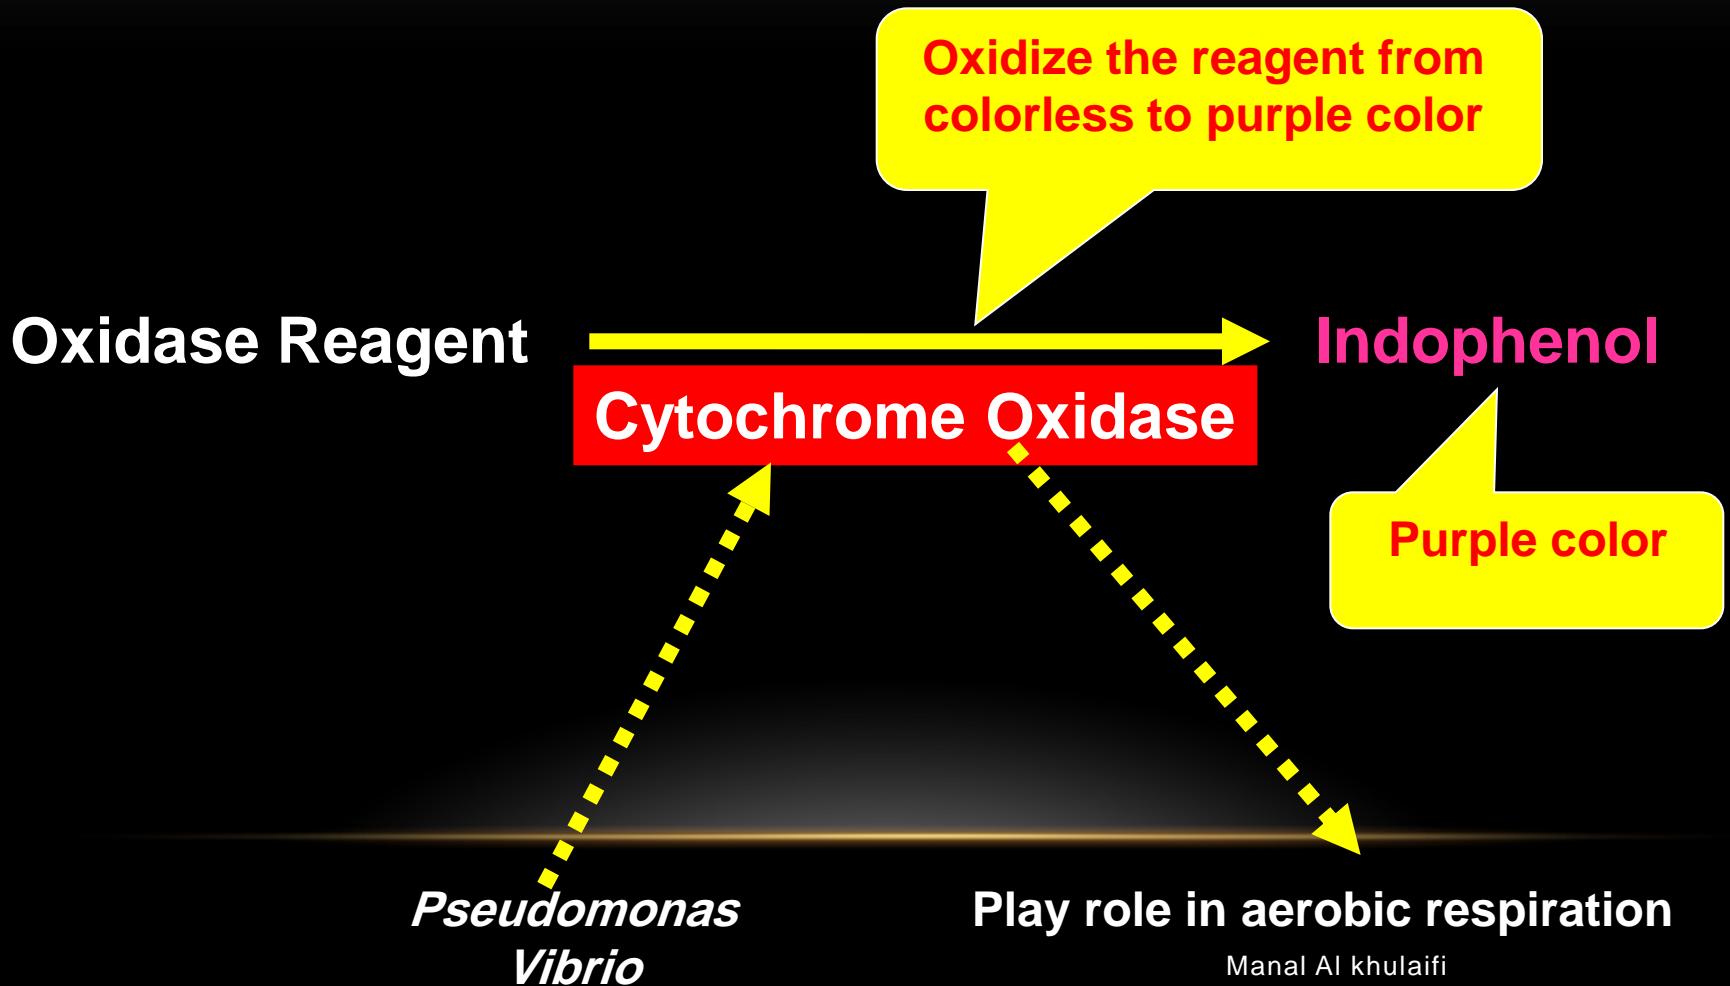 Oxidize the reagent from
colorless to purple color
Oxidase Reagent
Indophenol
Cytochrome Oxidase
Purple color
Pseudomonas
Vibrio
Play role in aerobic respiration
Manal Al khulaifi